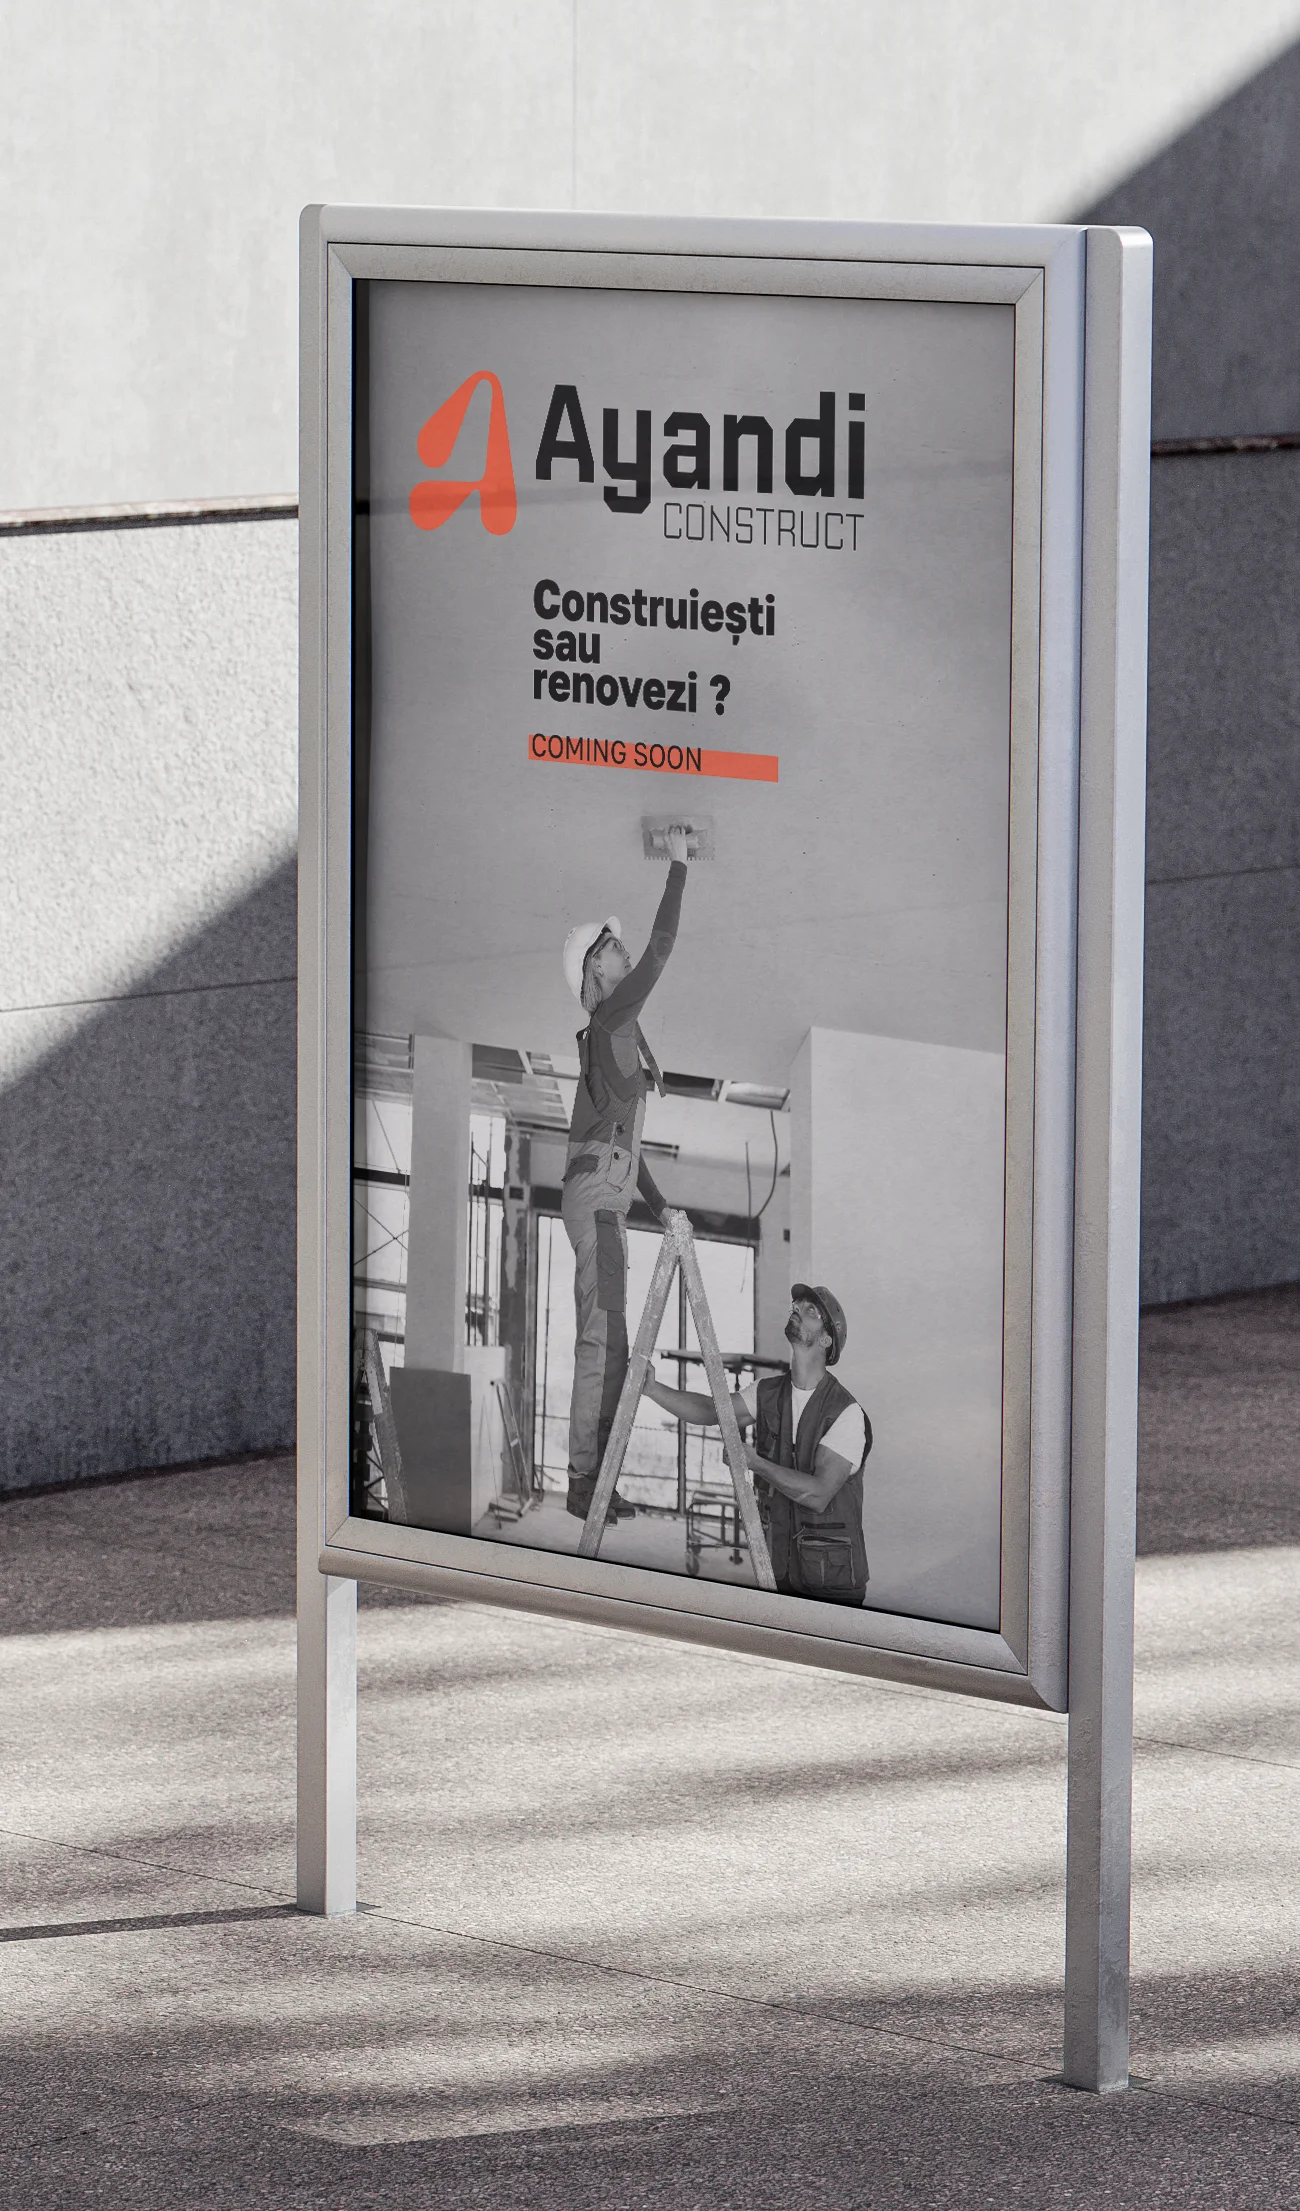 Ayandi
CONSTRUCT
Construiești
sau
renovezi ?
COMING SOON